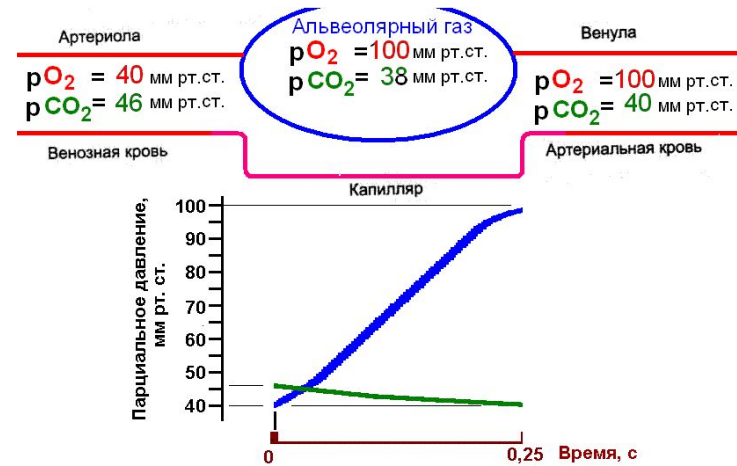 Артериола
Альвеолярный газ
Венула
pO2 = 40 мм рт.ст.
pCO2= 46 мм рт.ст.
pO2 =100 мм рт.ст.
pCO2= 38 мм рт.ст.
pO2 =100 мм рт.ст.
pCO2= 40 мм рт.ст.
Венозная кровь
Артериальная кровь
Капилляр
Парциальное давление,
мм рт. ст.
100
90
80
70
60
50
40
0
0,25
Время, с